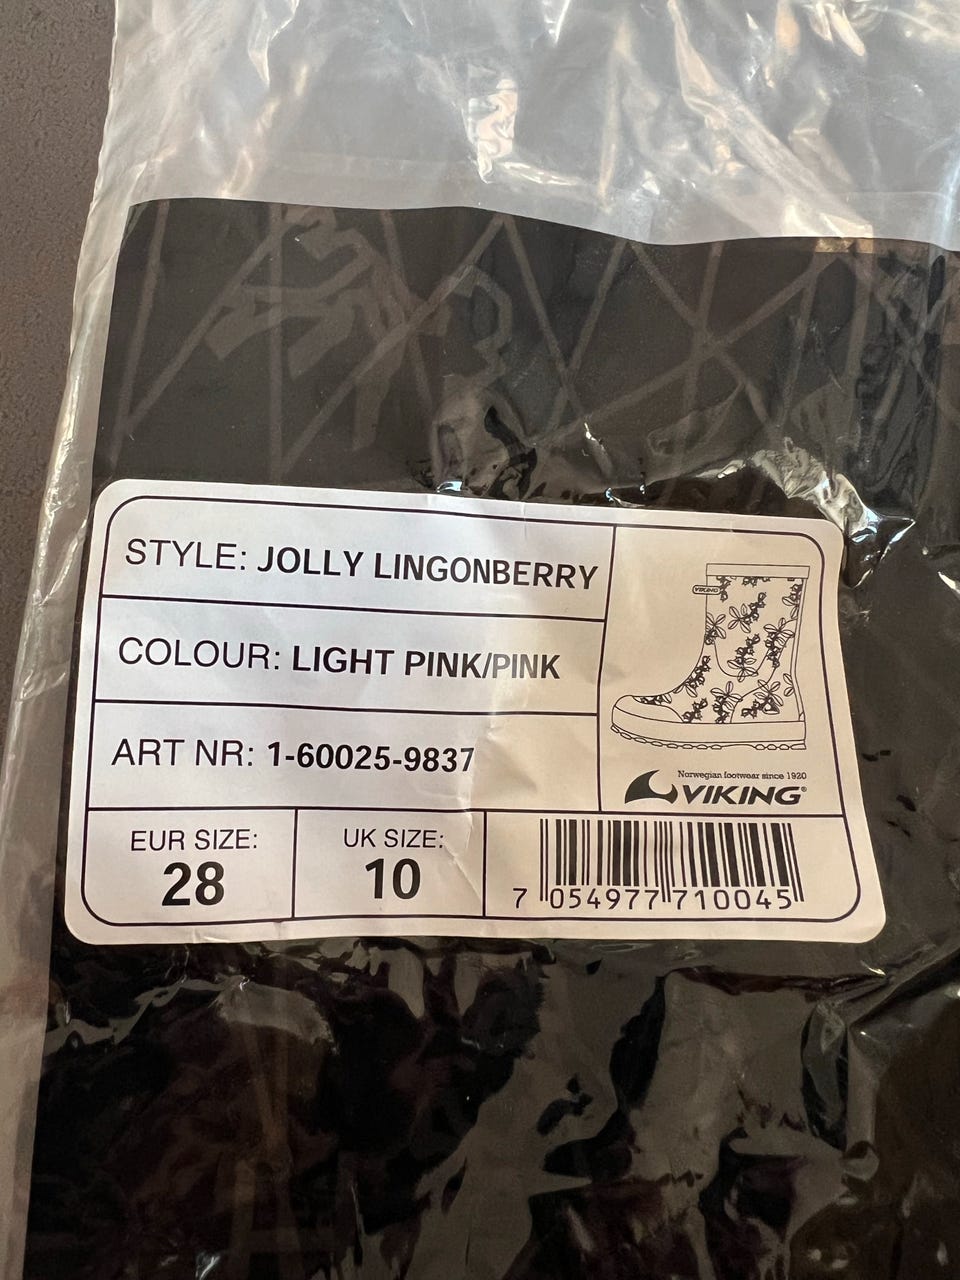 STYLE: JOLLY LINGONBERRY
COLOUR: LIGHT PINK/PINK
ART NR: 1-60025-9837
VIKING
Norwegian footwear since 1920
VIKING®
EUR SIZE:
28
UK SIZE:
10
7 054977 710045